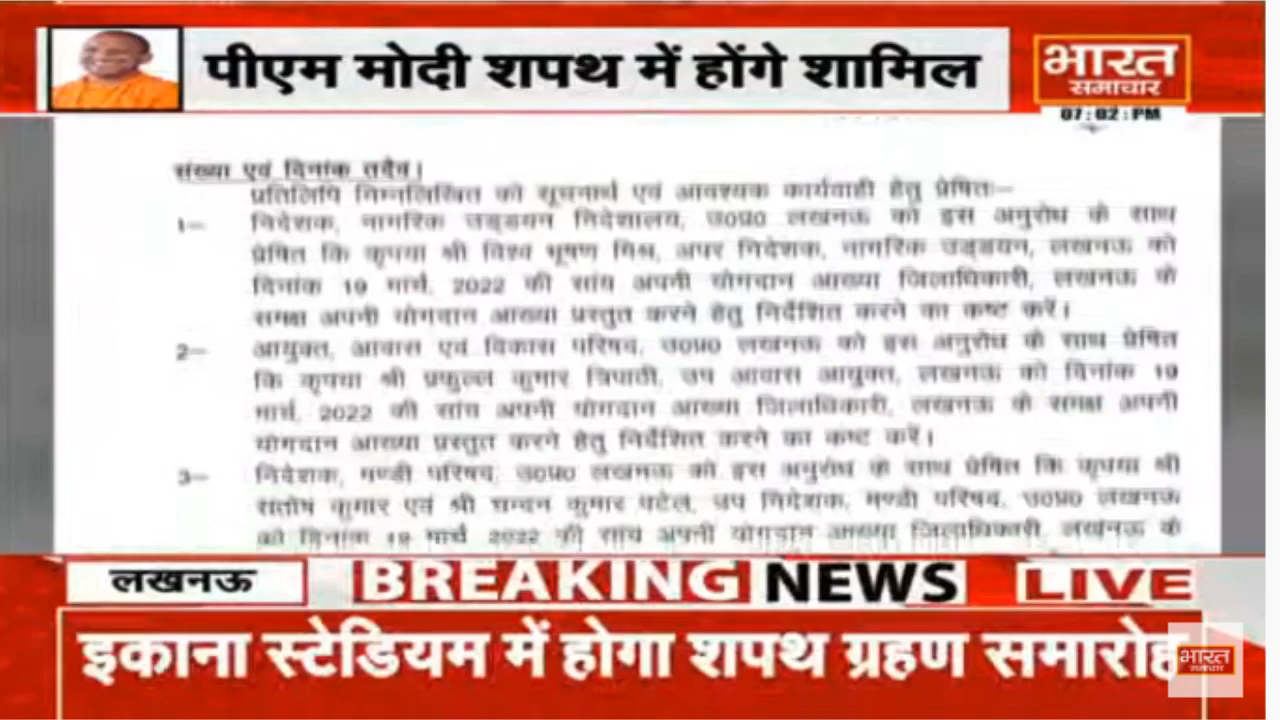 पीएम मोदी शपथ में होंगे शामिल
भारत
समाचार
07:02:PM
संख्या एवं दिनांक तदैव।
प्रतिलिपि निम्नलिखित को सूचनार्थ एवं आवश्यक कार्यवाही हेतु प्रेषितः–
1– निदेशक, नागरिक उड्डयन निदेशालय, उ0प्र0 लखनऊ को इस अनुरोध के साथ
प्रेषित कि कृपया श्री विश्व भूषण मिश्र, अपर निदेशक, नागरिक उड्डयन, लखनऊ को
दिनांक 19 मार्च, 2022 की सांय अपनी योगदान आख्या जिलाधिकारी, लखनऊ के
समक्ष अपनी योगदान आख्या प्रस्तुत करने हेतु निर्देशित करने का कष्ट करें।
2– आयुक्त, आवास एवं विकास परिषद, उ0प्र0 लखनऊ को इस अनुरोध के साथ प्रेषित
कि कृपया श्री प्रफुल्ल कुमार त्रिपाठी, उप आवास आयुक्त, लखनऊ को दिनांक 19
मार्च, 2022 की सांय अपनी योगदान आख्या जिलाधिकारी, लखनऊ के समक्ष अपनी
योगदान आख्या प्रस्तुत करने हेतु निर्देशित करने का कष्ट करें।
3– निदेशक, मण्डी परिषद, उ0प्र0 लखनऊ को इस अनुरोध के साथ प्रेषित कि कृपया श्री
संतोष कुमार एवं श्री चन्दन कुमार पटेल, उप निदेशक, मण्डी परिषद, उ0प्र0 लखनऊ
को दिनांक 19 मार्च 2022 की सांय अपनी योगदान आख्या जिलाधिकारी, लखनऊ के
लखनऊ
BREAKING NEWS
LIVE
इकाना स्टेडियम में होगा शपथ ग्रहण समारोह
भारत
समाचार